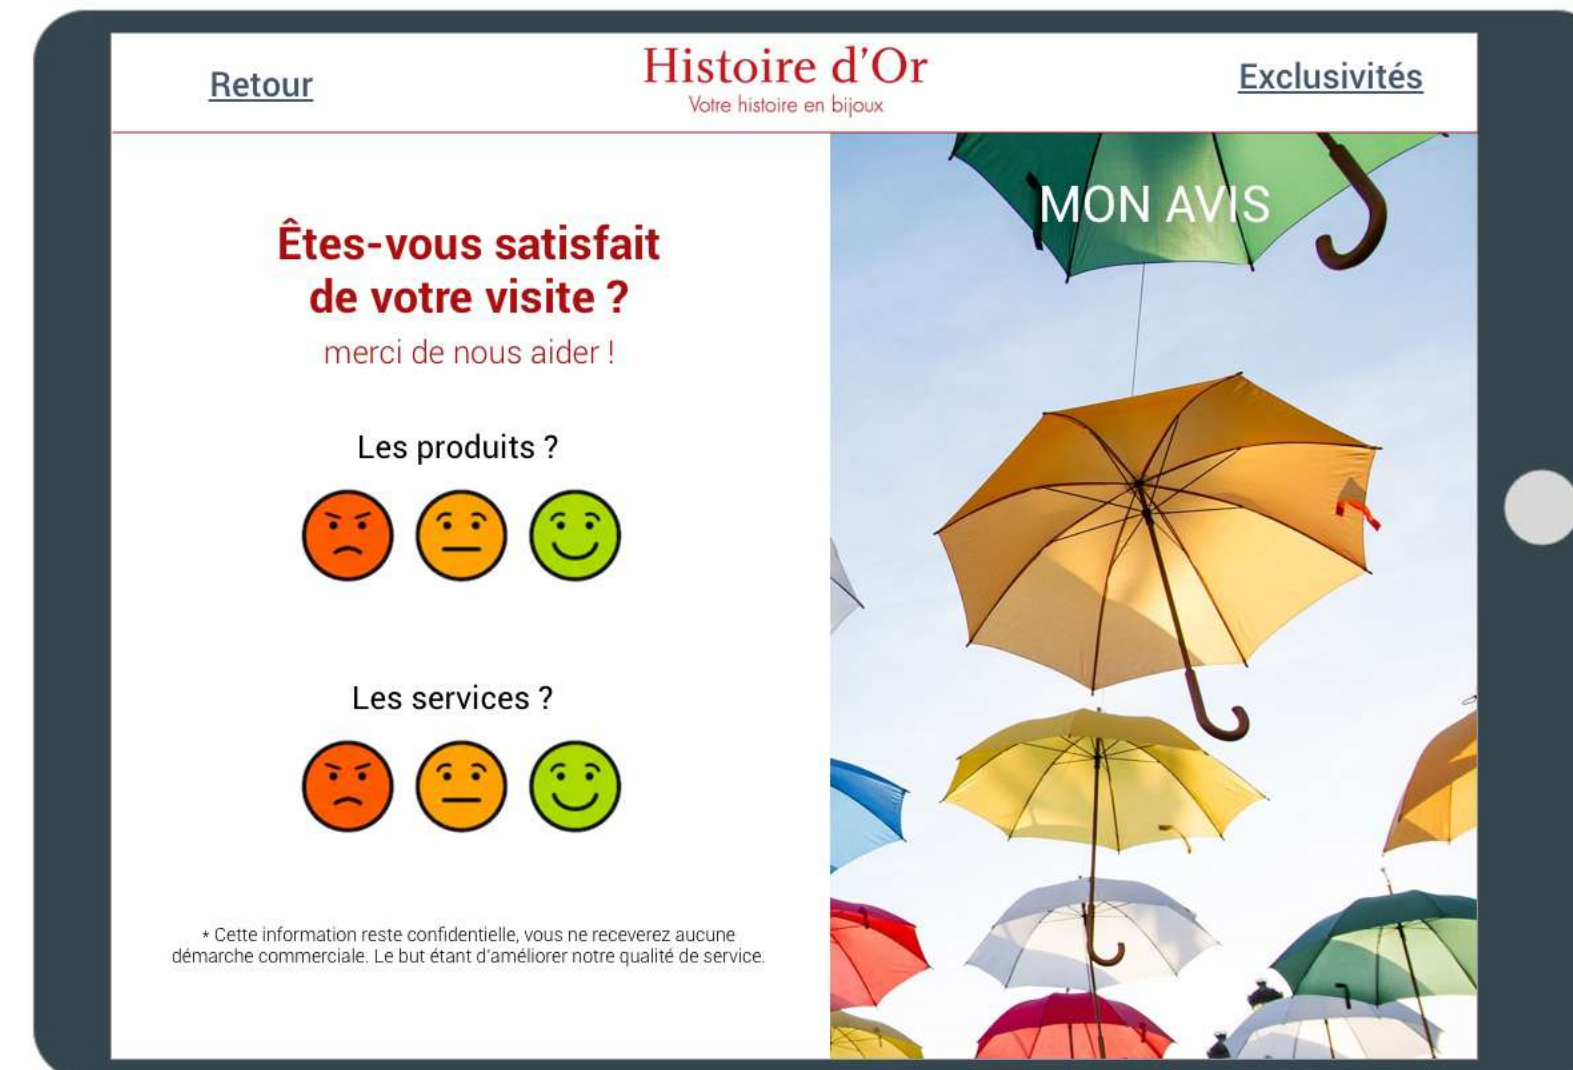 Retour
Histoire d'Or
Votre histoire en bijoux
Exclusivités
Êtes-vous satisfait
de votre visite ?
merci de nous aider !
Les produits ?
Les services ?
* Cette information reste confidentielle, vous ne receverez aucune
démarche commerciale. Le but étant d'améliorer notre qualité de service.
MON AVIS